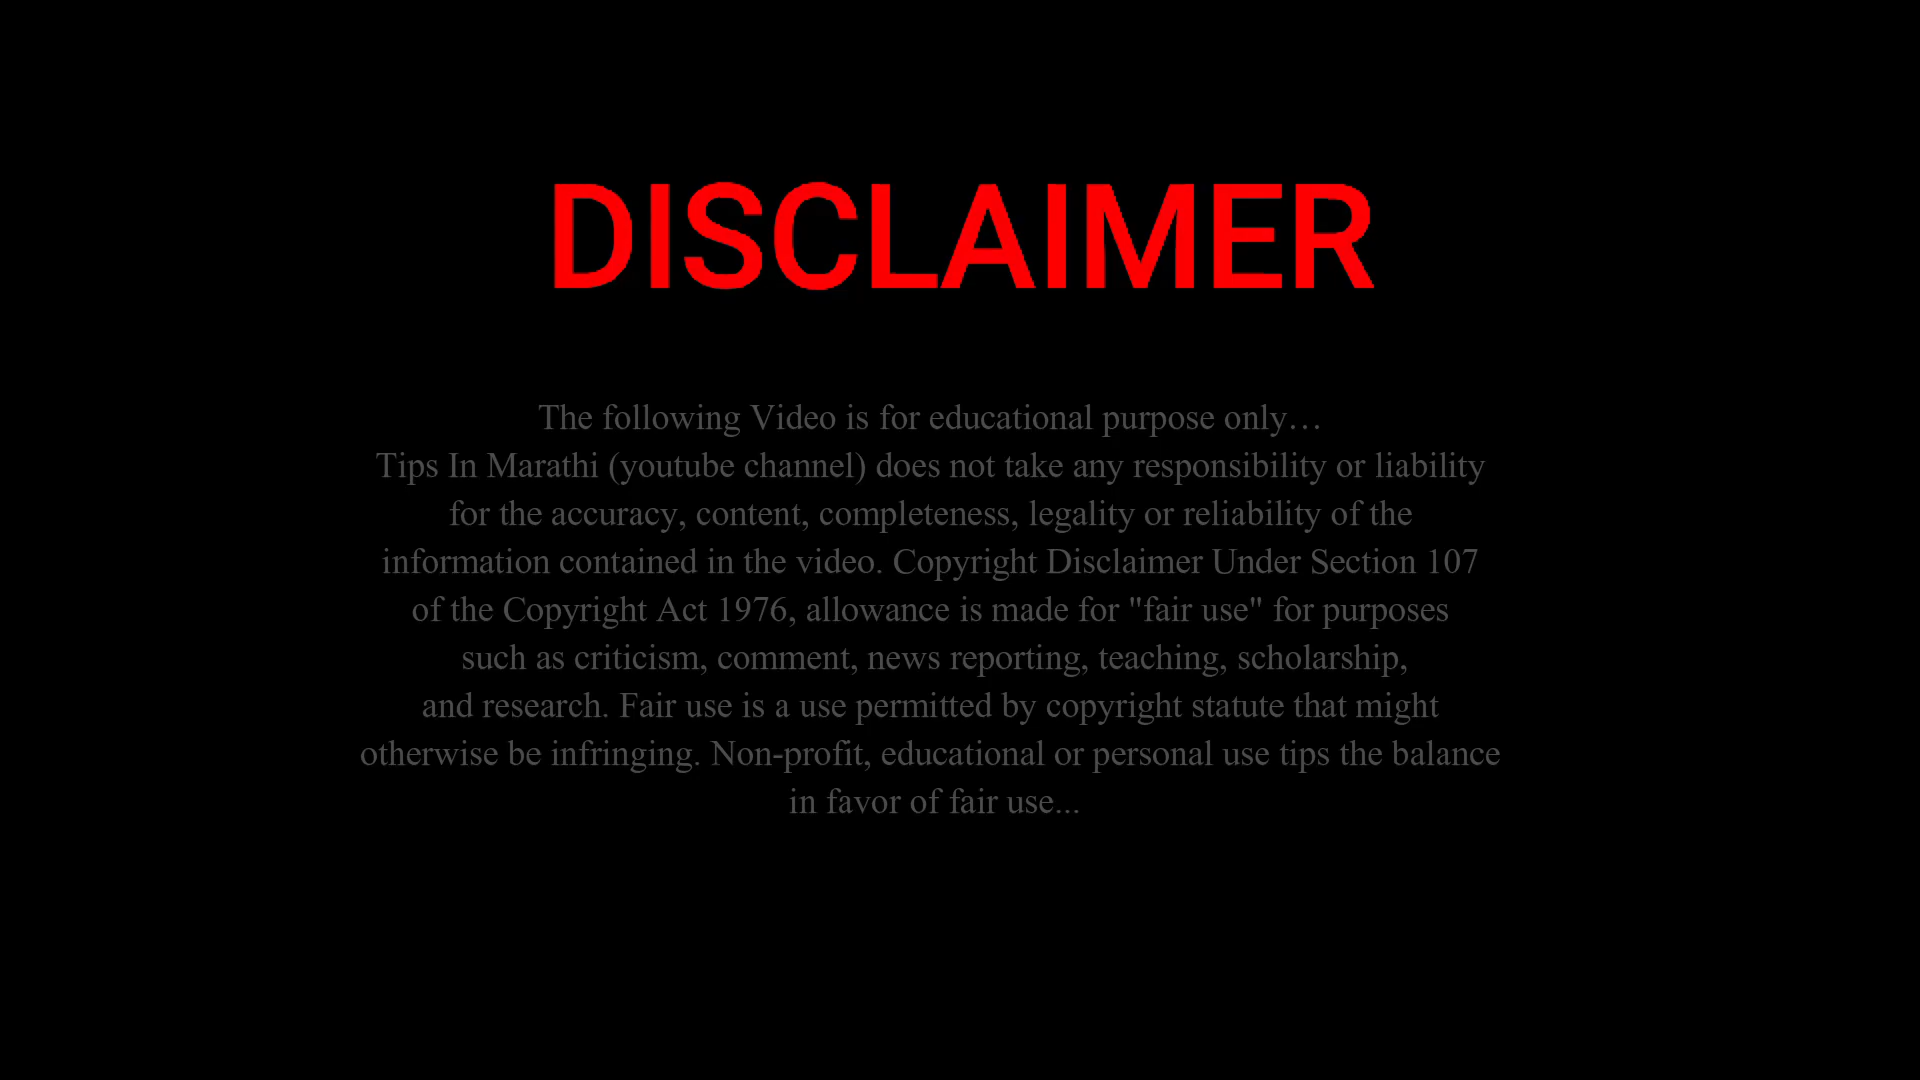 DISCLAIMER
The following Video is for educational purpose only…
Tips In Marathi (youtube channel) does not take any responsibility or liability
for the accuracy, content, completeness, legality or reliability of the
information contained in the video. Copyright Disclaimer Under Section 107
of the Copyright Act 1976, allowance is made for "fair use" for purposes
such as criticism, comment, news reporting, teaching, scholarship,
and research. Fair use is a use permitted by copyright statute that might
otherwise be infringing. Non-profit, educational or personal use tips the balance
in favor of fair use...